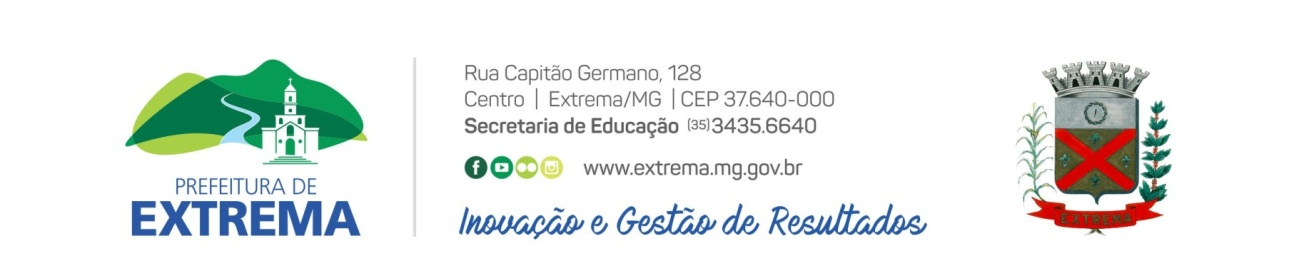 PREFEITURA DE
EXTREMA
Rua Capitão Germano, 128
Centro | Extrema/MG | CEP 37.640-000
Secretaria de Educação (35)3435.6640
www.extrema.mg.gov.br
Inovação e Gestão de Resultados
EXTREMA